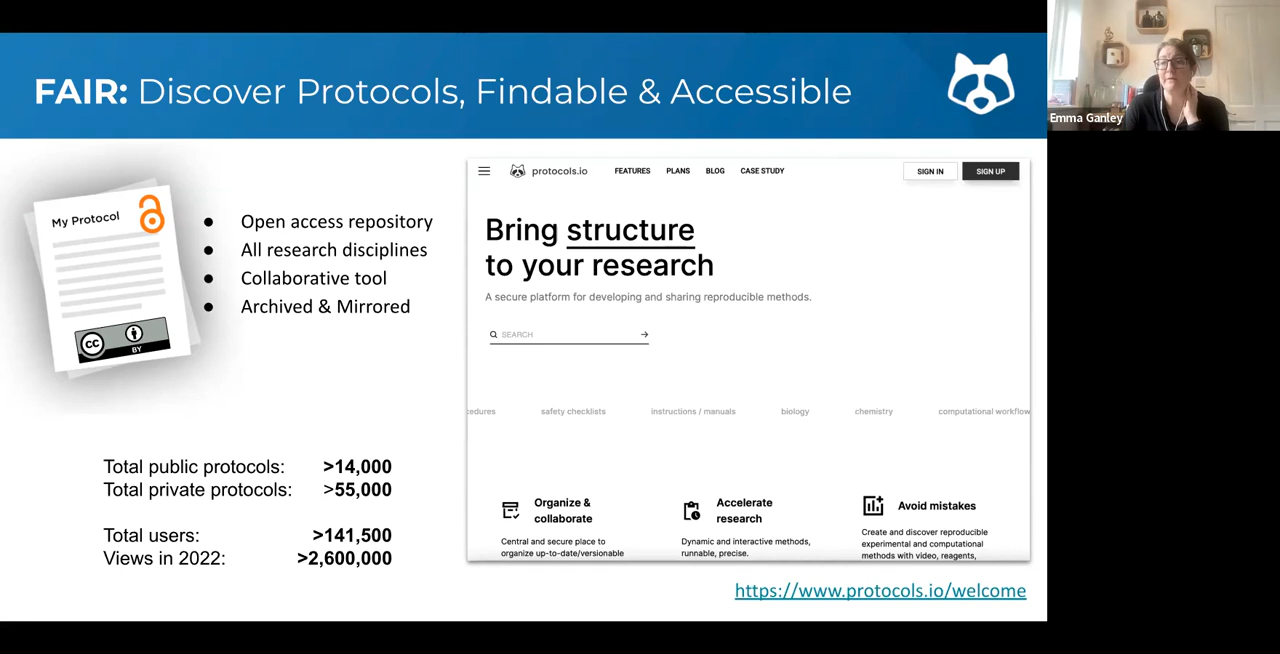 FAIR: Discover Protocols, Findable & Accessible
Emma Ganley
My Protocol
CC
BY
Open access repository
All research disciplines
Collaborative tool
Archived & Mirrored
Total public protocols: >14,000
Total private protocols: >55,000
Total users: >141,500
Views in 2022: >2,600,000
protocols.io FEATURES PLANS BLOG CASE STUDY SIGN IN SIGN UP
Bring structure
to your research
A secure platform for developing and sharing reproducible methods.
SEARCH
cedures safety checklists instructions / manuals biology chemistry computational workflow
Organize &
collaborate
Central and secure place to
organize up-to-date/versionable
Accelerate
research
Dynamic and interactive methods,
runnable, precise.
Avoid mistakes
Create and discover reproducible
experimental and computational
methods with video, reagents,
https://www.protocols.io/welcome